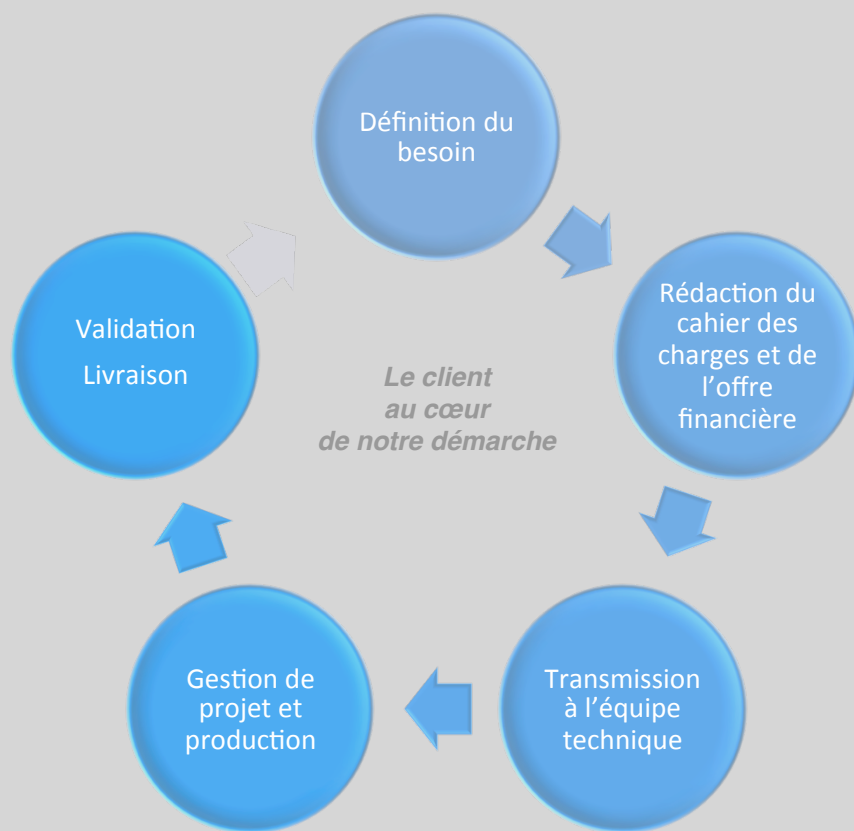 Définition du
besoin
Rédaction du
cahier des
charges et de
l’offre
financière
Transmission
à l’équipe
technique
Gestion de
projet et
production
Validation
Livraison
Le client
au cœur
de notre démarche